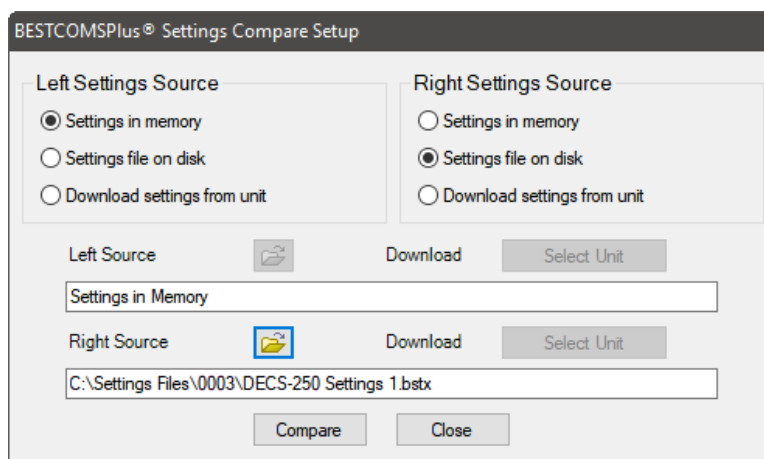 BESTCOMSPlus® Settings Compare Setup
Left Settings Source
Settings in memory
Settings file on disk
Download settings from unit
Right Settings Source
Settings in memory
Settings file on disk
Download settings from unit
Left Source Download Select Unit
Settings in Memory
Right Source Download Select Unit
C:\Settings Files\0003\DECS-250 Settings 1.bstx
Compare Close